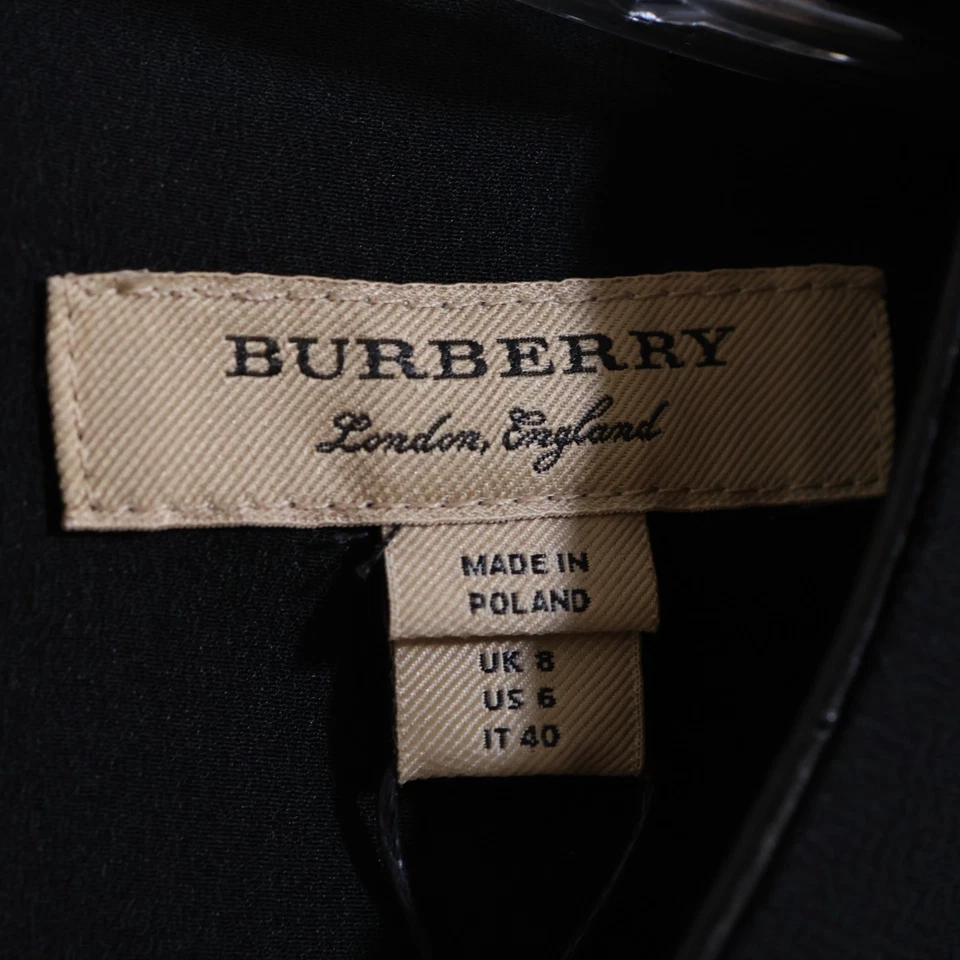 BURBERRY
London, England
MADE IN
POLAND
UK 8
US 6
IT 40